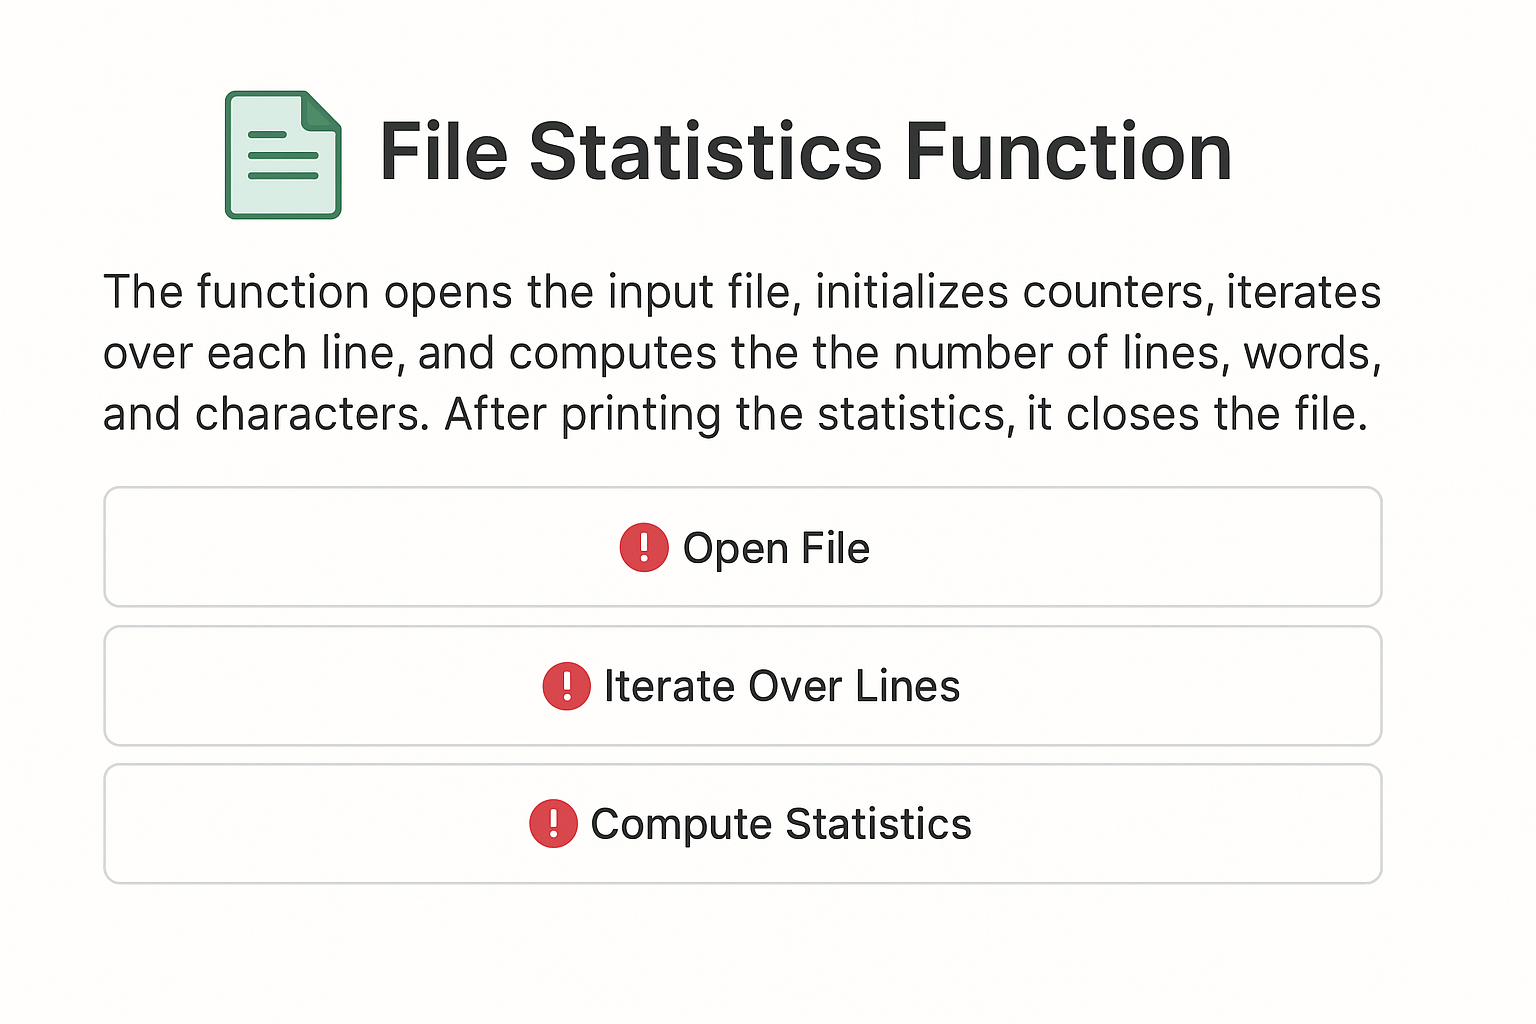 File Statistics Function
The function opens the input file, initializes counters, iterates
over each line, and computes the the number of lines, words,
and characters. After printing the statistics, it closes the file.
Open File
Iterate Over Lines
Compute Statistics